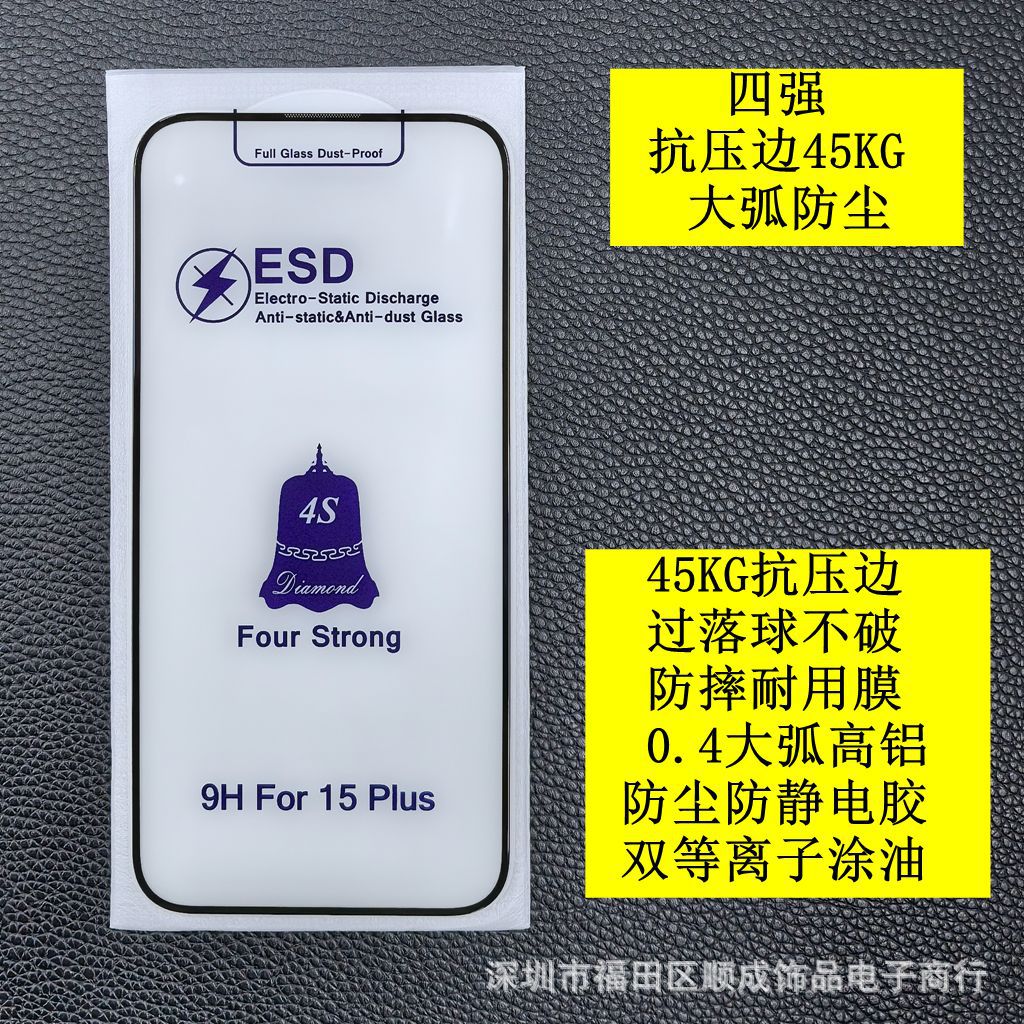 四强
抗压边45KG
大弧防尘
Full Glass Dust-Proof
ESD
Electro-Static Discharge
Anti-static&Anti-dust Glass
4S
Diamond
Four Strong
9H For 15 Plus
45KG抗压边
过落球不破
防摔耐用膜
0.4大弧高铝
防尘防静电胶
双等离子涂油
深圳市福田区顺成饰品电子商行